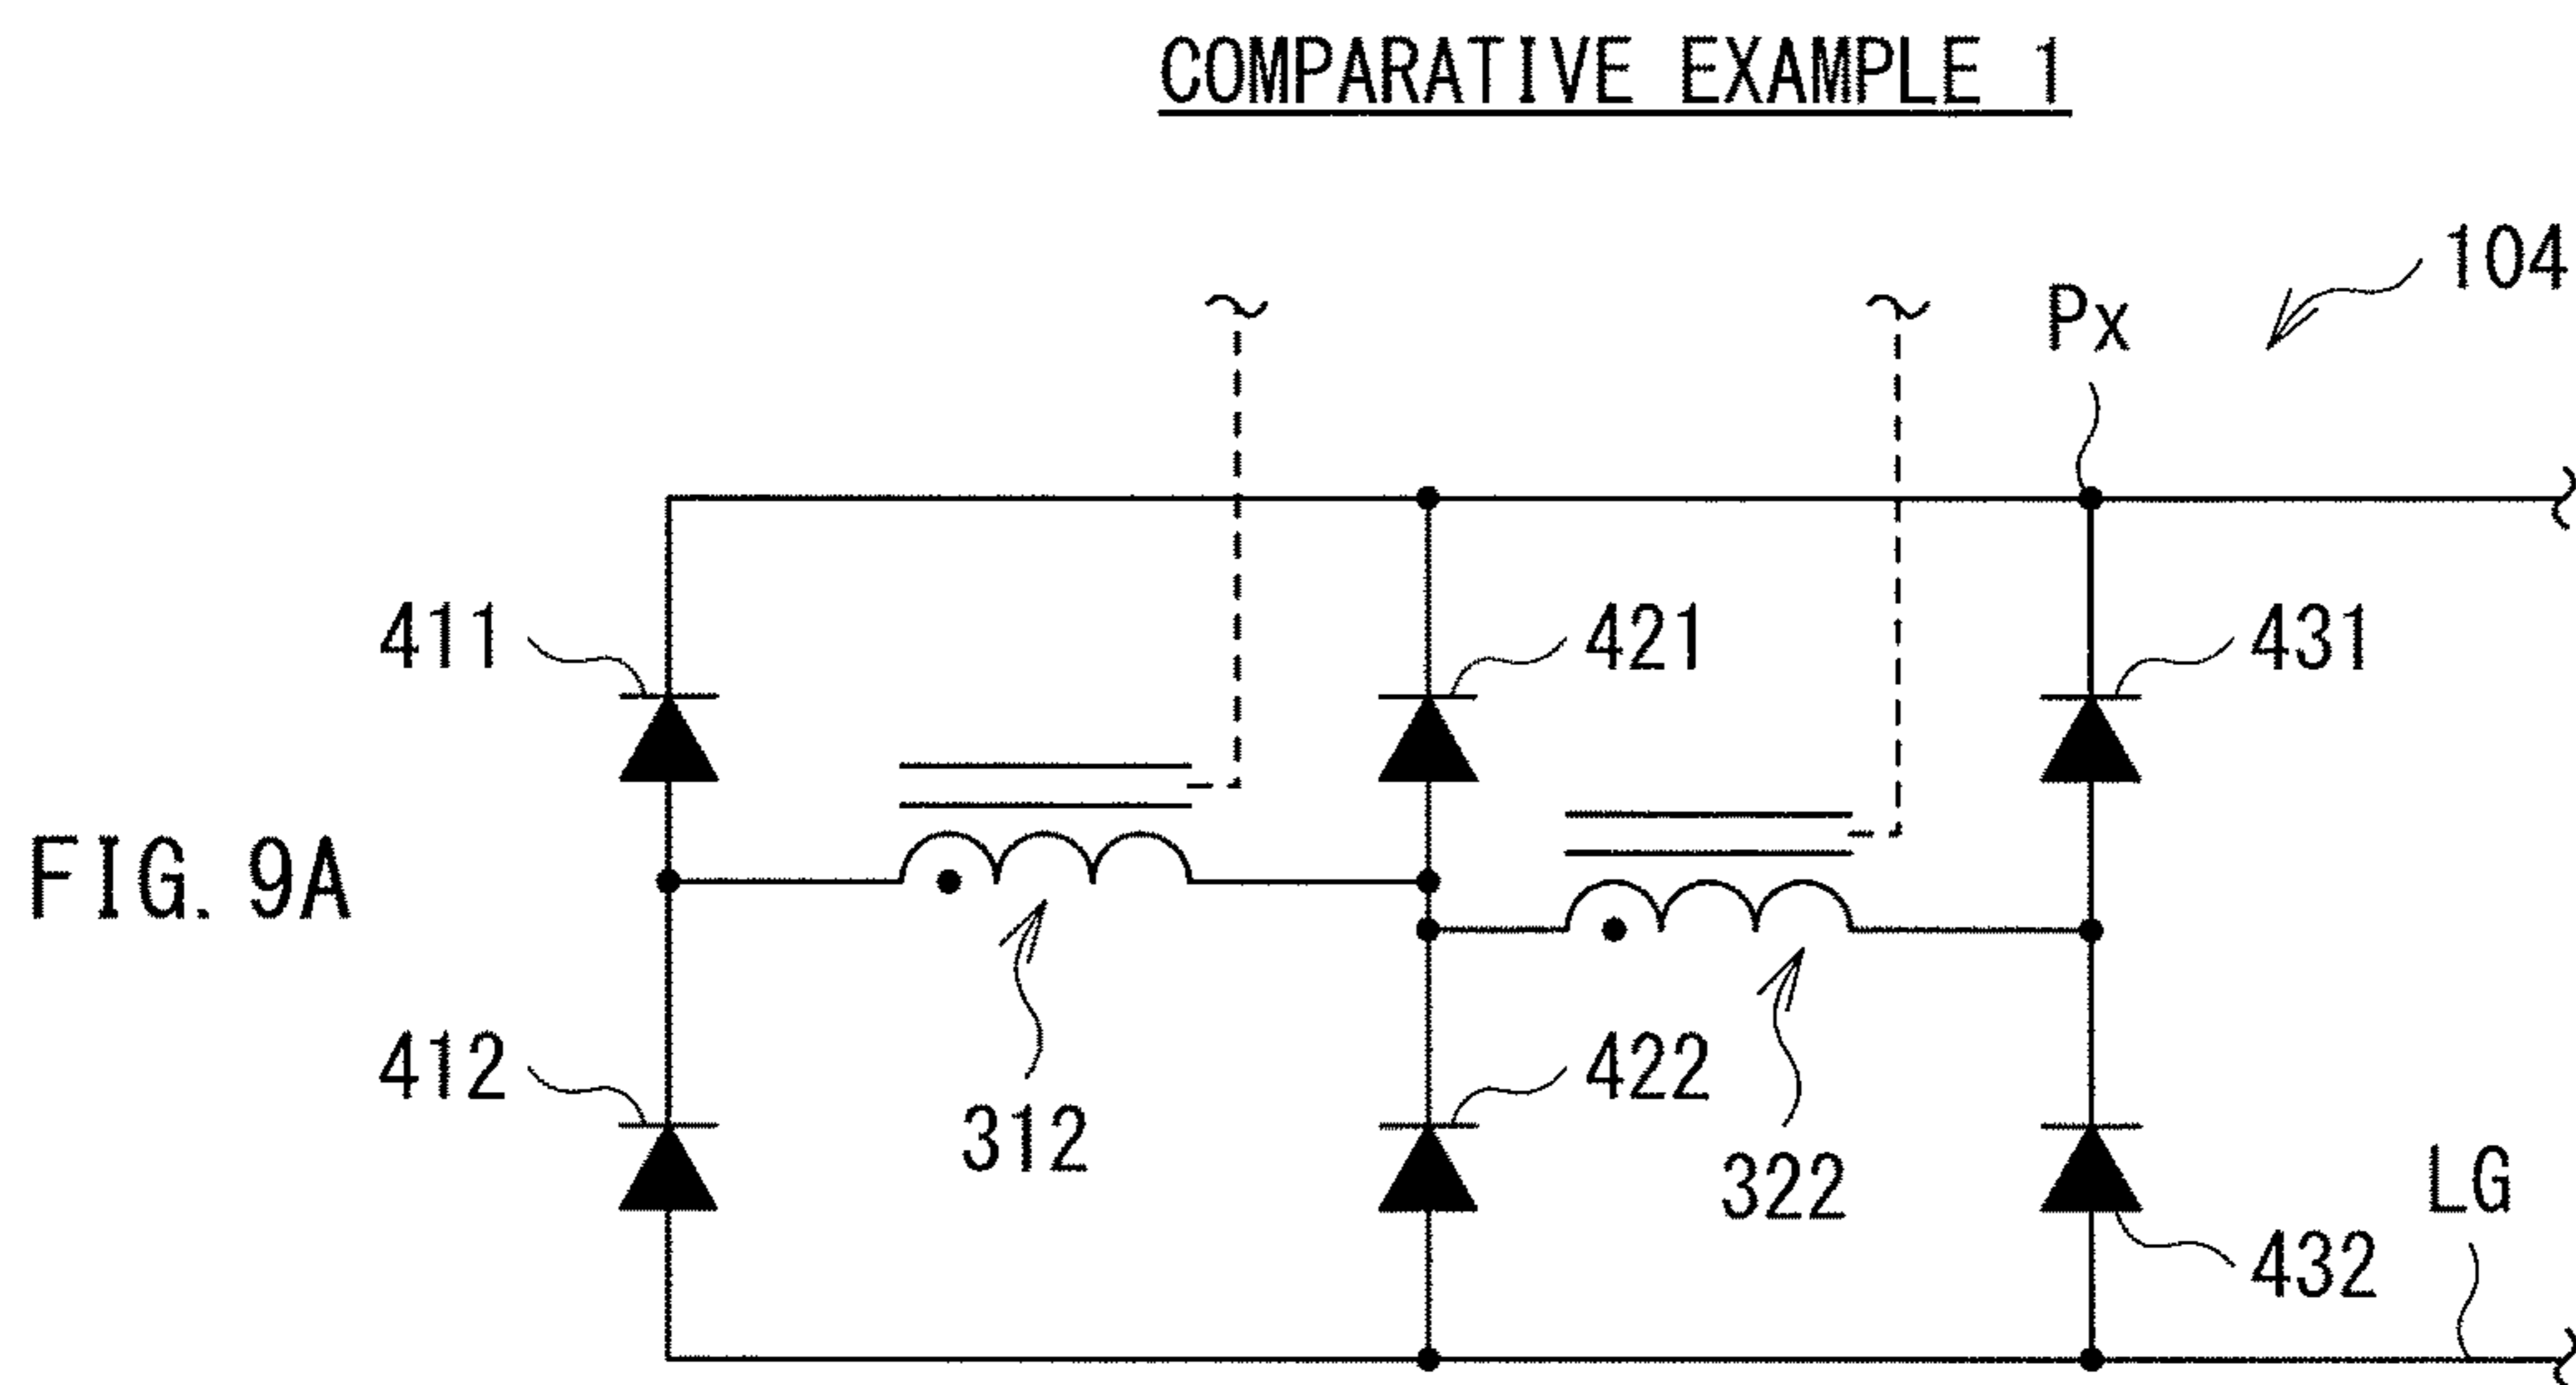 COMPARATIVE EXAMPLE 1
104
Px
411
421
431
FIG. 9A
412
422
312
322
LG
432